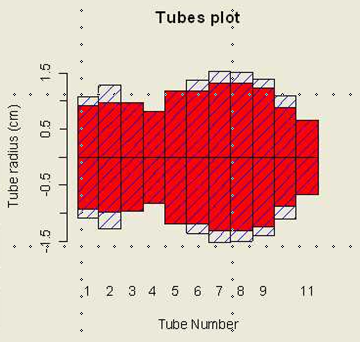 Tubes plot
Tube radius (cm)
1.5
0.5
-0.5
-1.5
1 2 3 4 5 6 7 8 9 11
Tube Number